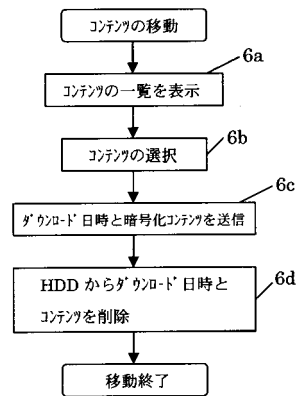 ｺﾝﾃﾝﾂの移動
6a
ｺﾝﾃﾝﾂの一覧を表示
6b
ｺﾝﾃﾝﾂの選択
6c
ﾀﾞｳﾝﾛｰﾄﾞ日時と暗号化ｺﾝﾃﾝﾂを送信
6d
HDD からﾀﾞｳﾝﾛｰﾄﾞ日時と
ｺﾝﾃﾝﾂを削除
移動終了